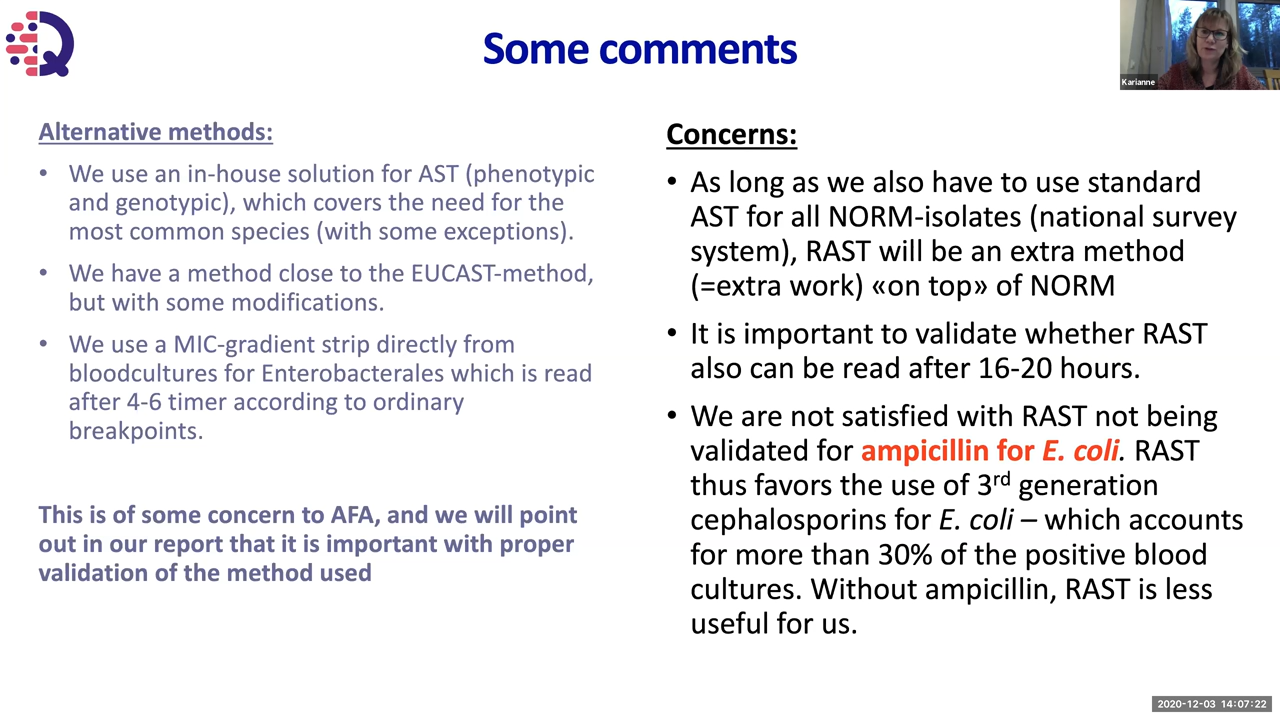 Some comments
Karianne
Alternative methods:
• We use an in-house solution for AST (phenotypic
and genotypic), which covers the need for the
most common species (with some exceptions).
• We have a method close to the EUCAST-method,
but with some modifications.
• We use a MIC-gradient strip directly from
bloodcultures for Enterobacterales which is read
after 4-6 timer according to ordinary
breakpoints.
This is of some concern to AFA, and we will point
out in our report that it is important with proper
validation of the method used
Concerns:
• As long as we also have to use standard
AST for all NORM-isolates (national survey
system), RAST will be an extra method
(=extra work) «on top» of NORM
• It is important to validate whether RAST
also can be read after 16-20 hours.
• We are not satisfied with RAST not being
validated for ampicillin for E. coli. RAST
thus favors the use of 3rd generation
cephalosporins for E. coli – which accounts
for more than 30% of the positive blood
cultures. Without ampicillin, RAST is less
useful for us.
2020-12-03 14:07:22